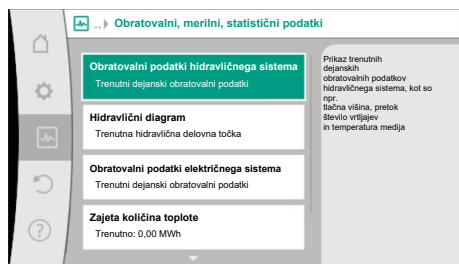 .. Obratovalni, merilni, statistični podatki
Obratovalni podatki hidravličnega sistema
Trenutni dejanski obratovalni podatki
Hidravlični diagram
Trenutna hidravlična delovna točka
Obratovalni podatki električnega sistema
Trenutni dejanski obratovalni podatki
Zajeta količina toplote
Trenutno: 0,00 MWh
Prikaz trenutnih
dejanskih
obratovalnih podatkov
hidravličnega sistema, kot so
npr.
tlačna višina, pretok
število vrtljajev
in temperatura medija
?